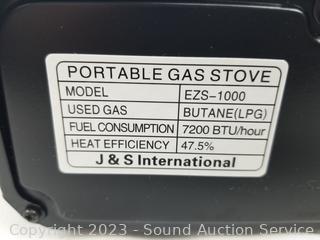 PORTABLE GAS STOVE
MODEL EZS-1000
USED GAS BUTANE(LPG)
FUEL CONSUMPTION 7200 BTU/hour
HEAT EFFICIENCY 47.5%
J & S International
Copyright 2023 - Sound Auction Service